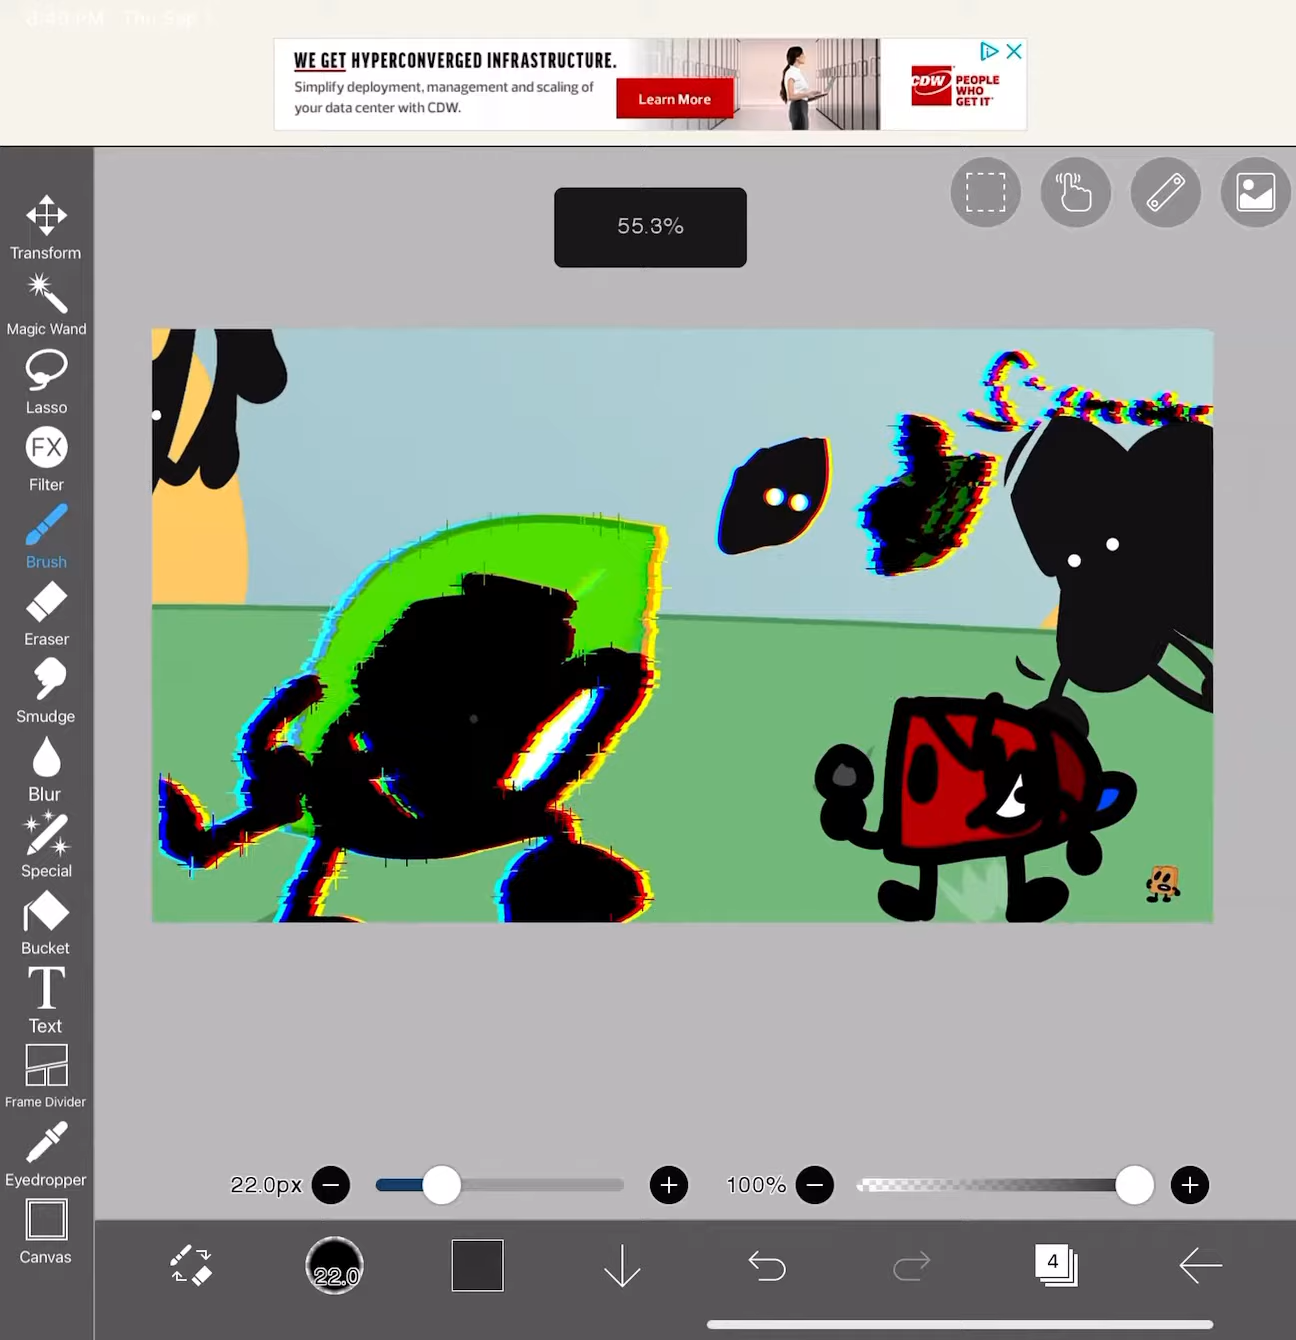 WE GET HYPERCONVERGED INFRASTRUCTURE.
Simplify deployment, management and scaling of
your data center with CDW.
Learn More
CDW
PEOPLE
WHO
GET IT
55.3%
Transform
Magic Wand
Lasso
FX
Filter
Brush
Eraser
Smudge
Blur
Special
Bucket
T
Text
Frame Divider
Eyedropper
Canvas
22.0px
100%
22.0
4